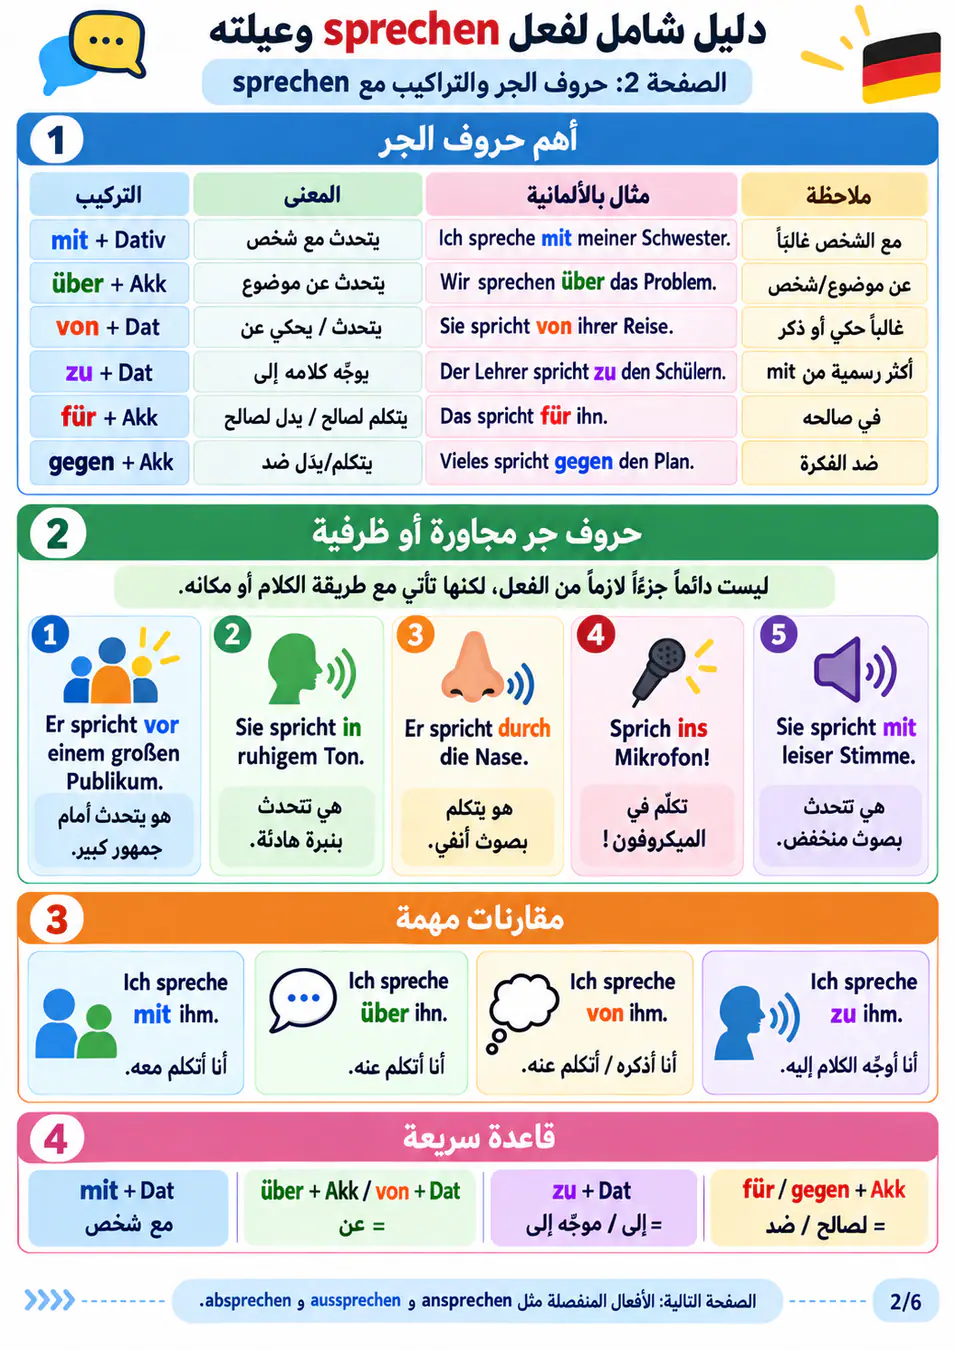 دليل شامل لفعل sprechen وعيلته
الصفحة 2: حروف الجر والتراكيب مع sprechen
1
أهم حروف الجر
التركيب
المعنى
مثال بالألمانية
ملاحظة
mit + Dativ
يتحدث مع شخص
Ich spreche mit meiner Schwester.
مع الشخص غالبَاً
über + Akk
يتحدث عن موضوع
Wir sprechen über das Problem.
عن موضوع/شخص
von + Dat
يتحدث / يحكي عن
Sie spricht von ihrer Reise.
غالباً حكي أو ذكر
zu + Dat
يوجّه كلامه إلى
Der Lehrer spricht zu den Schülern.
أكثر رسمية من mit
für + Akk
يتكلم لصالح / يدل لصالح
Das spricht für ihn.
في صالحه
gegen + Akk
يتكلم/يدَل ضد
Vieles spricht gegen den Plan.
ضد الفكرة
2
حروف جر مجاورة أو ظرفية
ليست دائماً جزءًاً لازماً من الفعل، لكنها تأتي مع طريقة الكلام أو مكانه.
1
Er spricht vor
einem großen
Publikum.
هو يتحدث أمام
جمهور كبير.
2
Sie spricht in
ruhigem Ton.
هي تتحدث
بنبرة هادئة.
3
Er spricht durch
die Nase.
هو يتكلم
بصوت أنفي.
4
Sprich ins
Mikrofon!
تكلّم في
الميكروفون !
5
Sie spricht mit
leiser Stimme.
هي تتحدث
بصوت منخفض.
3
مقارنات مهمة
Ich spreche
mit ihm.
أنا أتكلم معه.
Ich spreche
über ihn.
أنا أتكلم عنه.
Ich spreche
von ihm.
أنا أذكره / أتكلم عنه.
Ich spreche
zu ihm.
أنا أوجِّه الكلام إليه.
4
قاعدة سريعة
mit + Dat
مع شخص
über + Akk / von + Dat
= عن
zu + Dat
= إلى / موجّه إلى
für / gegen + Akk
= لصالح / ضد
الصفحة التالية: الأفعال المنفصلة مثل ansprechen و aussprechen و absprechen.
2/6